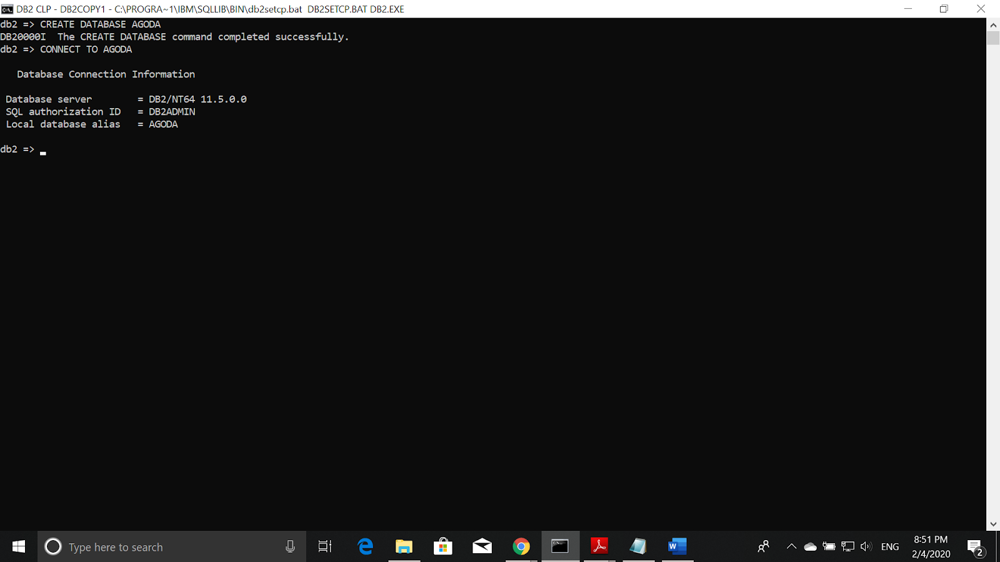 DB2 CLP - DB2COPY1 - C:\PROGRA~1\IBM\SQLLIB\BIN\db2setcp.bat  DB2SETCP.BAT DB2.EXE
db2 => CREATE DATABASE AGODA
DB20000I  The CREATE DATABASE command completed successfully.
db2 => CONNECT TO AGODA
Database Connection Information
Database server        = DB2/NT64 11.5.0.0
SQL authorization ID   = DB2ADMIN
Local database alias   = AGODA
db2 =>
Type here to search
ENG
8:51 PM
2/4/2020
2